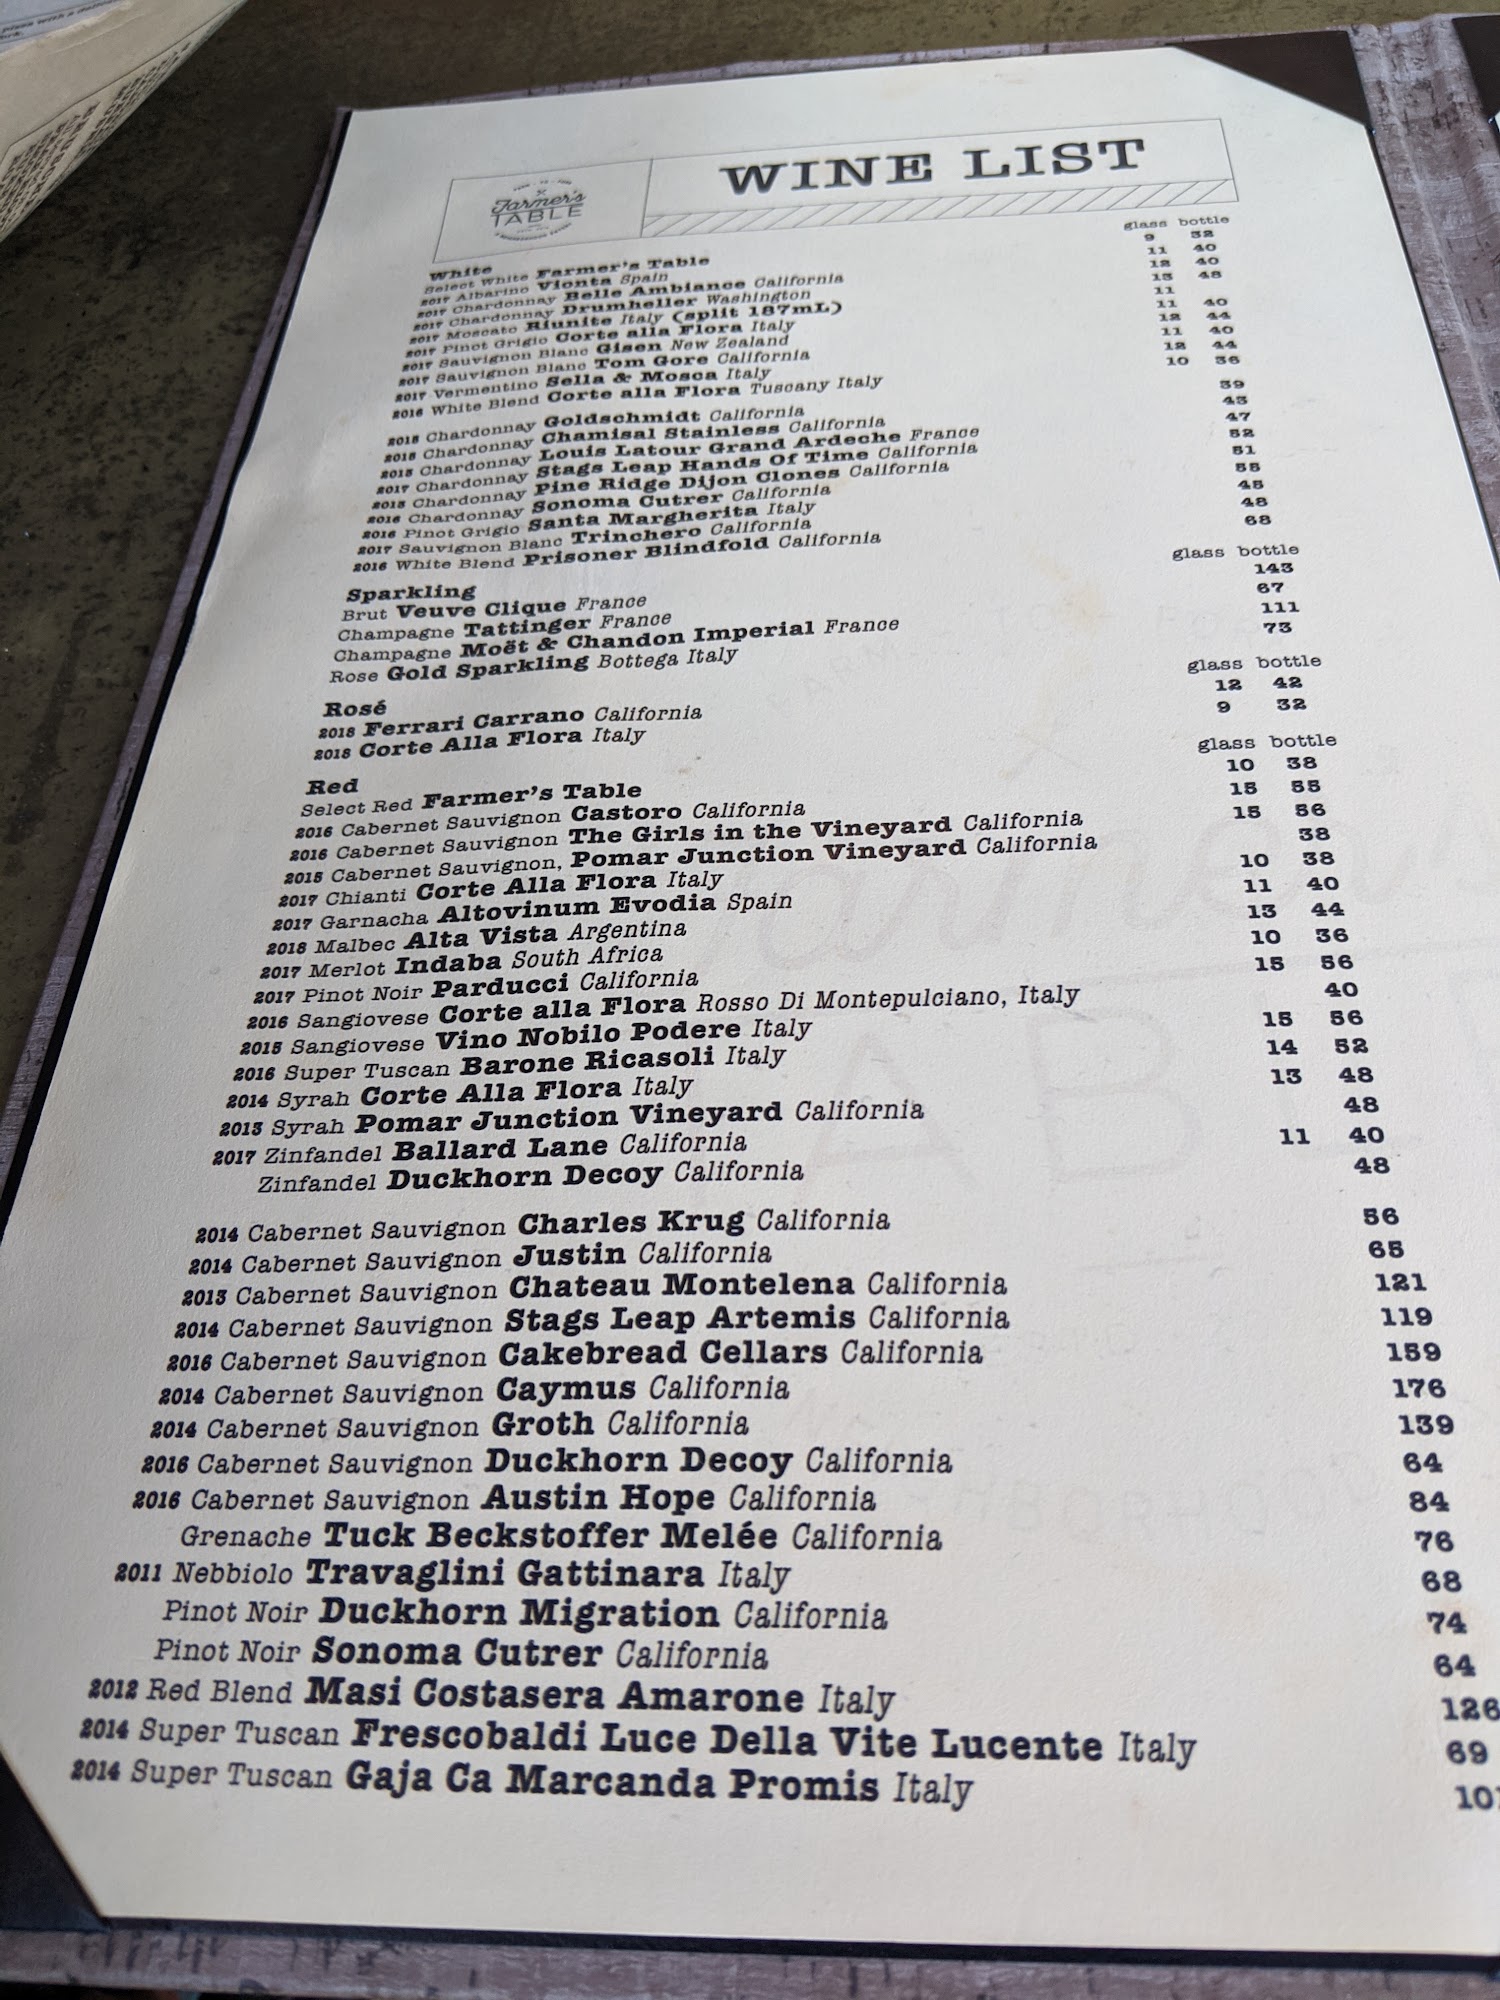 Farmer's
TABLE
WINE LIST
White glass bottle
Select White Farmer's Table 9 32
2017 Albarino Vionta Spain 11 40
2017 Chardonnay Belle Ambiance California 12 40
2017 Chardonnay Drumheller Washington 13 48
2017 Moscato Riunite Italy (split 187mL) 11
2017 Pinot Grigio Corte alla Flora Italy 11 40
2017 Sauvignon Blanc Gisen New Zealand 12 44
2017 Sauvignon Blanc Tom Gore California 11 40
2017 Vermentino Sella & Mosca Italy 12 44
2016 White Blend Corte alla Flora Tuscany Italy 10 36
2015 Chardonnay Goldschmidt California 39
2016 Chardonnay Chamisal Stainless California 43
2015 Chardonnay Louis Latour Grand Ardeche France 47
2017 Chardonnay Stags Leap Hands Of Time California 52
2015 Chardonnay Pine Ridge Dijon Clones California 51
2016 Chardonnay Sonoma Cutrer California 55
2016 Pinot Grigio Santa Margherita Italy 45
2017 Sauvignon Blanc Trinchero California 48
2016 White Blend Prisoner Blindfold California 68
Sparkling glass bottle
Brut Veuve Clique France 143
Champagne Tattinger France 67
Champagne Moët & Chandon Imperial France 111
Rose Gold Sparkling Bottega Italy 73
Rosé glass bottle
2018 Ferrari Carrano California 12 42
2018 Corte Alla Flora Italy 9 32
Red glass bottle
Select Red Farmer's Table 10 38
2016 Cabernet Sauvignon Castoro California 15 55
2016 Cabernet Sauvignon The Girls in the Vineyard California 15 56
2015 Cabernet Sauvignon, Pomar Junction Vineyard California 38
2017 Chianti Corte Alla Flora Italy 10 38
2017 Garnacha Altovinum Evodia Spain 11 40
2018 Malbec Alta Vista Argentina 13 44
2017 Merlot Indaba South Africa 10 36
2017 Pinot Noir Parducci California 15 56
2016 Sangiovese Corte alla Flora Rosso Di Montepulciano, Italy 40
2015 Sangiovese Vino Nobilo Podere Italy 15 56
2016 Super Tuscan Barone Ricasoli Italy 14 52
2014 Syrah Corte Alla Flora Italy 13 48
2013 Syrah Pomar Junction Vineyard California 48
2017 Zinfandel Ballard Lane California 11 40
Zinfandel Duckhorn Decoy California 48
2014 Cabernet Sauvignon Charles Krug California 56
2014 Cabernet Sauvignon Justin California 65
2013 Cabernet Sauvignon Chateau Montelena California 121
2014 Cabernet Sauvignon Stags Leap Artemis California 119
2016 Cabernet Sauvignon Cakebread Cellars California 159
2014 Cabernet Sauvignon Caymus California 176
2014 Cabernet Sauvignon Groth California 139
2016 Cabernet Sauvignon Duckhorn Decoy California 64
2016 Cabernet Sauvignon Austin Hope California 84
Grenache Tuck Beckstoffer Melée California 76
2011 Nebbiolo Travaglini Gattinara Italy 68
Pinot Noir Duckhorn Migration California 74
Pinot Noir Sonoma Cutrer California 64
2012 Red Blend Masi Costasera Amarone Italy 126
2014 Super Tuscan Frescobaldi Luce Della Vite Lucente Italy 69
2014 Super Tuscan Gaja Ca Marcanda Promis Italy 101